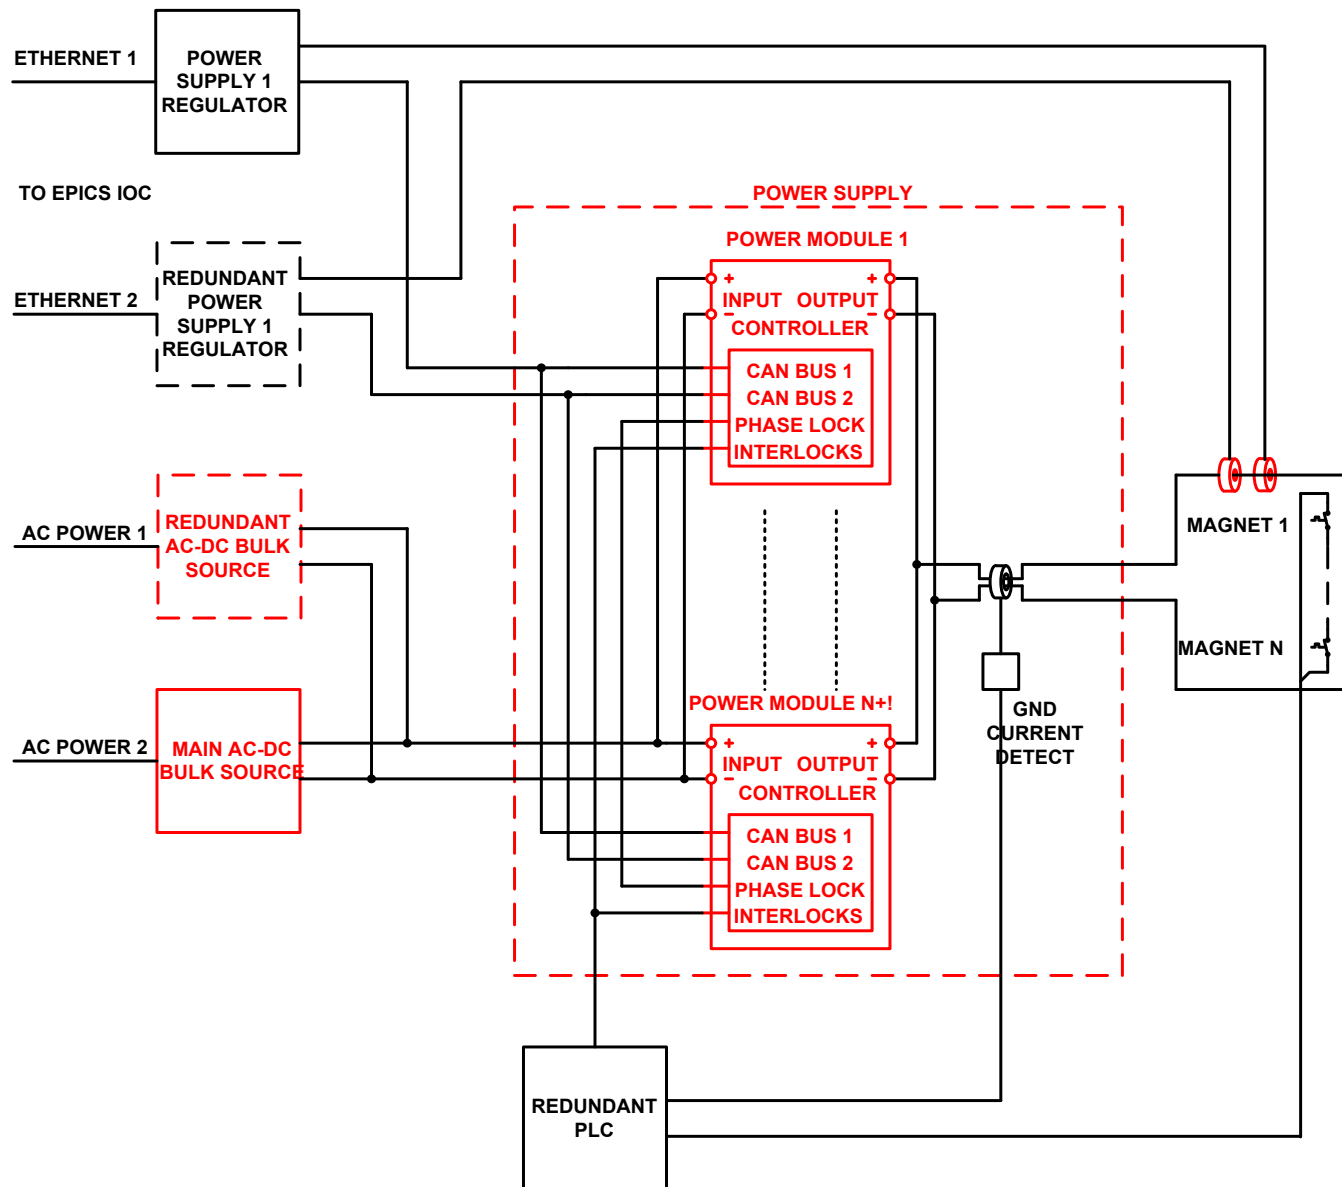 ETHERNET 1
POWER
SUPPLY 1
REGULATOR
TO EPICS IOC
ETHERNET 2
REDUNDANT
POWER
SUPPLY 1
REGULATOR
AC POWER 1
REDUNDANT
AC-DC BULK
SOURCE
AC POWER 2
MAIN AC-DC
BULK SOURCE
POWER SUPPLY
POWER MODULE 1
+ +
INPUT OUTPUT
− −
CONTROLLER
CAN BUS 1
CAN BUS 2
PHASE LOCK
INTERLOCKS
POWER MODULE N+!
+ +
INPUT OUTPUT
− −
CONTROLLER
CAN BUS 1
CAN BUS 2
PHASE LOCK
INTERLOCKS
GND
CURRENT
DETECT
MAGNET 1
MAGNET N
REDUNDANT
PLC